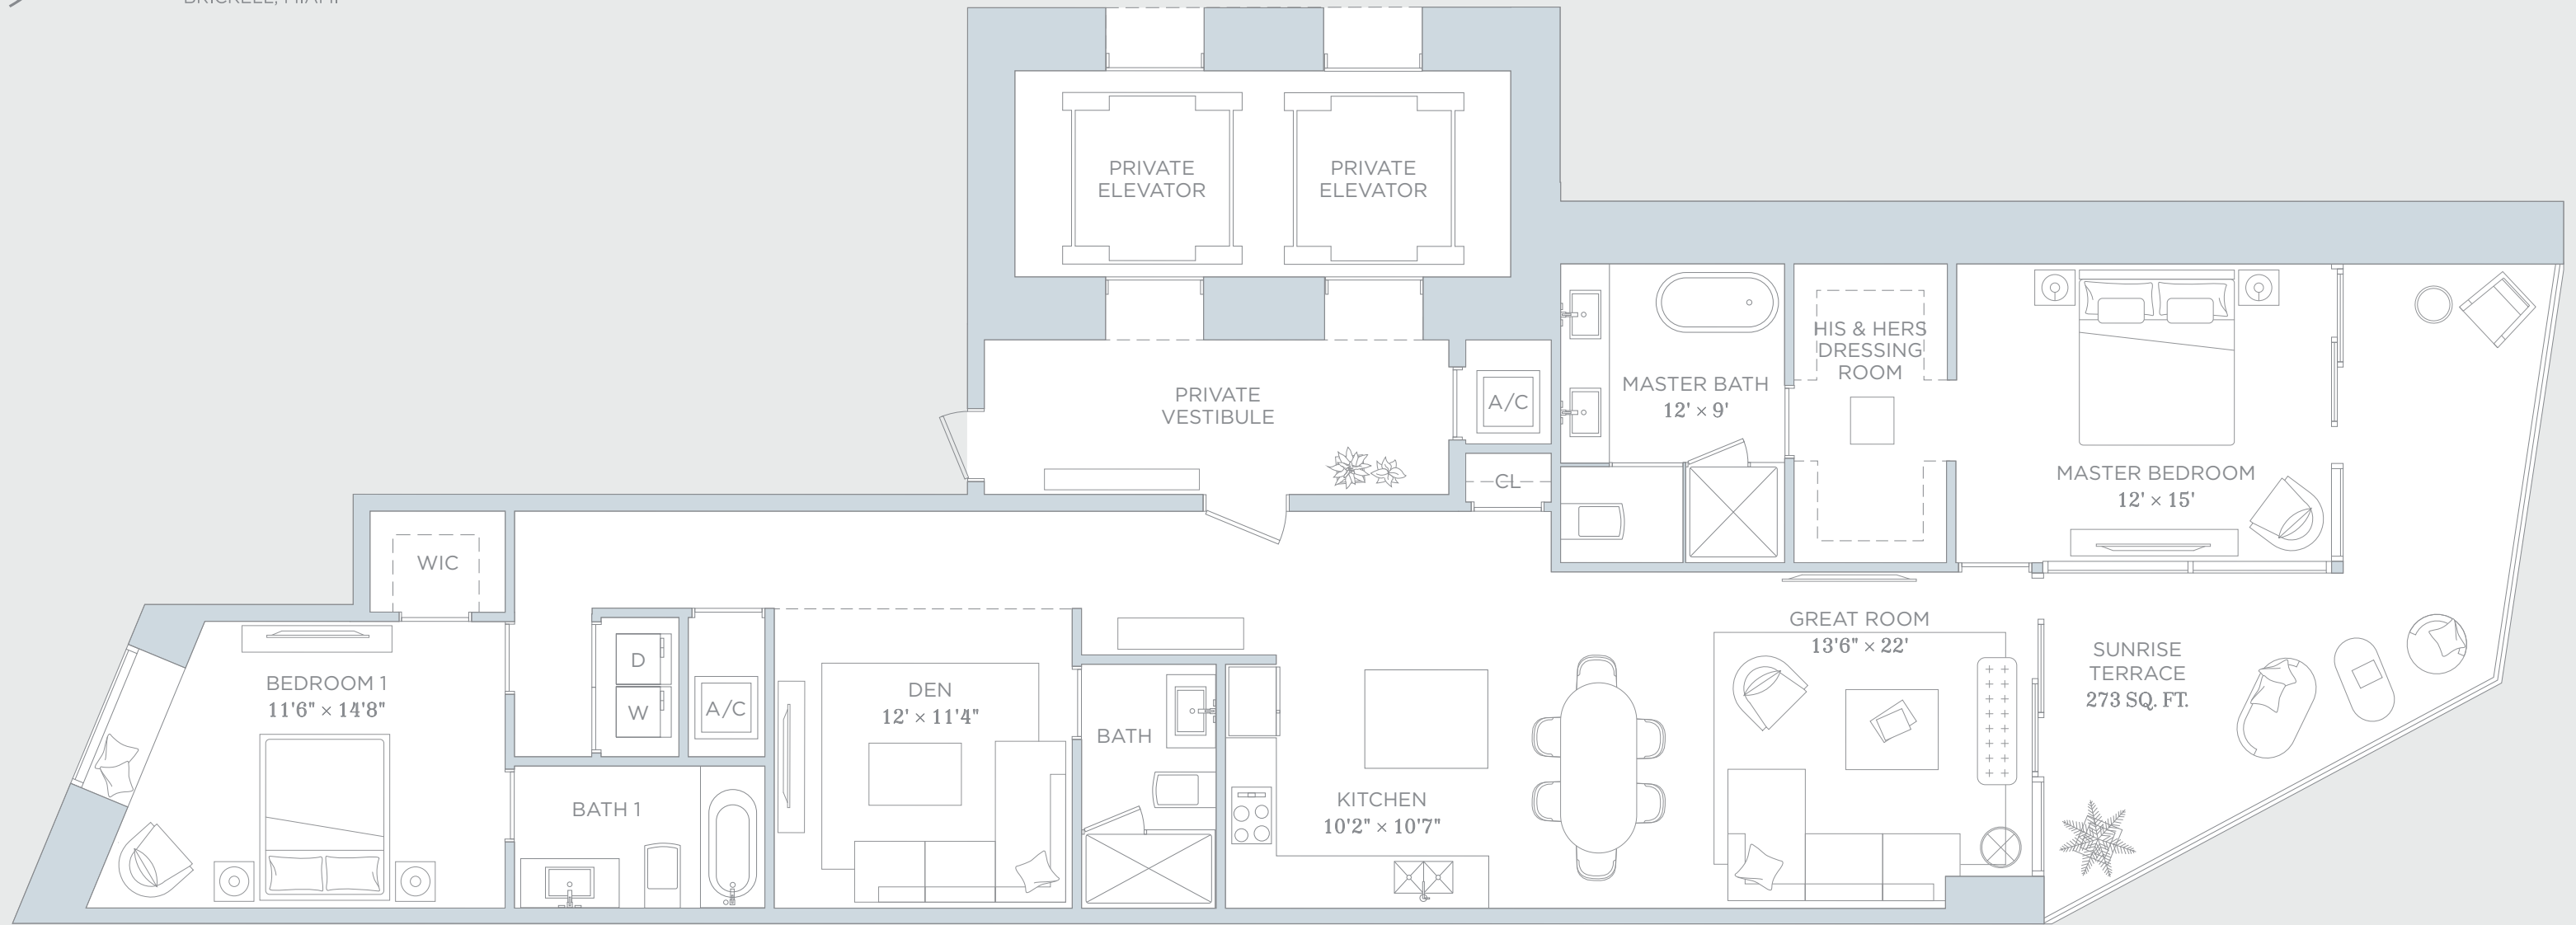 PRIVATE
ELEVATOR
PRIVATE
ELEVATOR
PRIVATE
VESTIBULE
A/C
CL
MASTER BATH
12' × 9'
HIS & HERS
DRESSING
ROOM
MASTER BEDROOM
12' × 15'
WIC
BEDROOM 1
11'6" × 14'8"
D
W
A/C
BATH 1
DEN
12' × 11'4"
BATH
KITCHEN
10'2" × 10'7"
GREAT ROOM
13'6" × 22'
SUNRISE
TERRACE
273 SQ. FT.